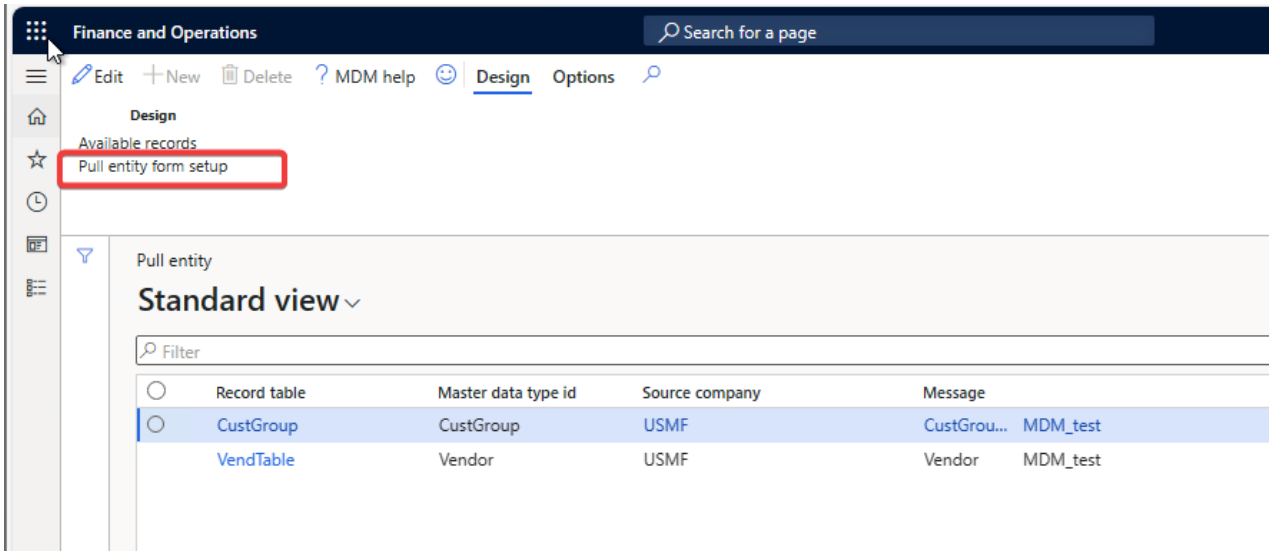 Finance and Operations Search for a page
Edit New Delete ? MDM help Design Options
Design
Available records
Pull entity form setup
Pull entity
Standard view
Filter
Record table Master data type id Source company Message
CustGroup CustGroup USMF CustGrou... MDM_test
VendTable Vendor USMF Vendor MDM_test